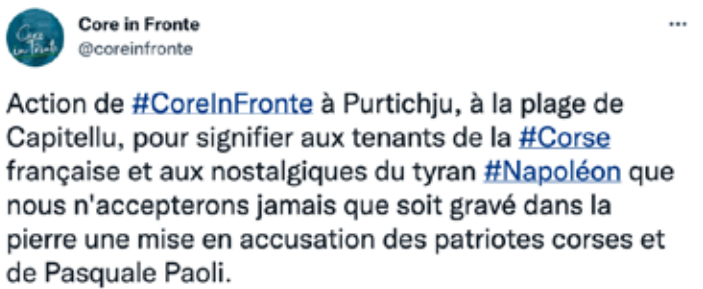 Core in Fronte
@coreinfronte
Action de #CoreInFronte à Purtichju, à la plage de
Capitellu, pour signifier aux tenants de la #Corse
française et aux nostalgiques du tyran #Napoléon que
nous n'accepterons jamais que soit gravé dans la
pierre une mise en accusation des patriotes corses et
de Pasquale Paoli.